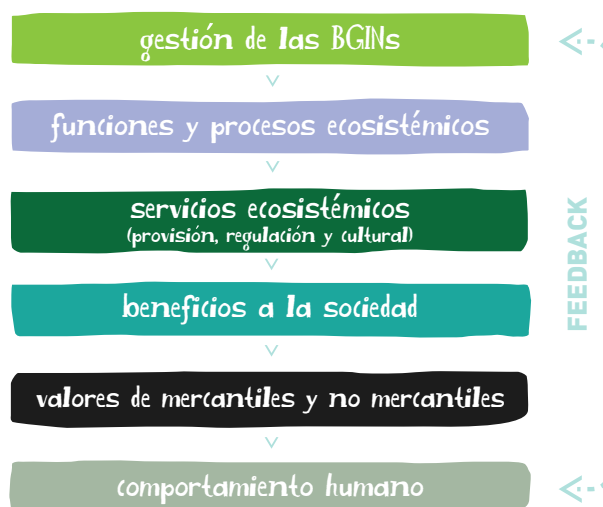 gestión de las BGINs
funciones y procesos ecosistémicos
servicios ecosistémicos
(provisión, regulación y cultural)
FEEDBACK
beneficios a la sociedad
valores de mercantiles y no mercantiles
comportamiento humano